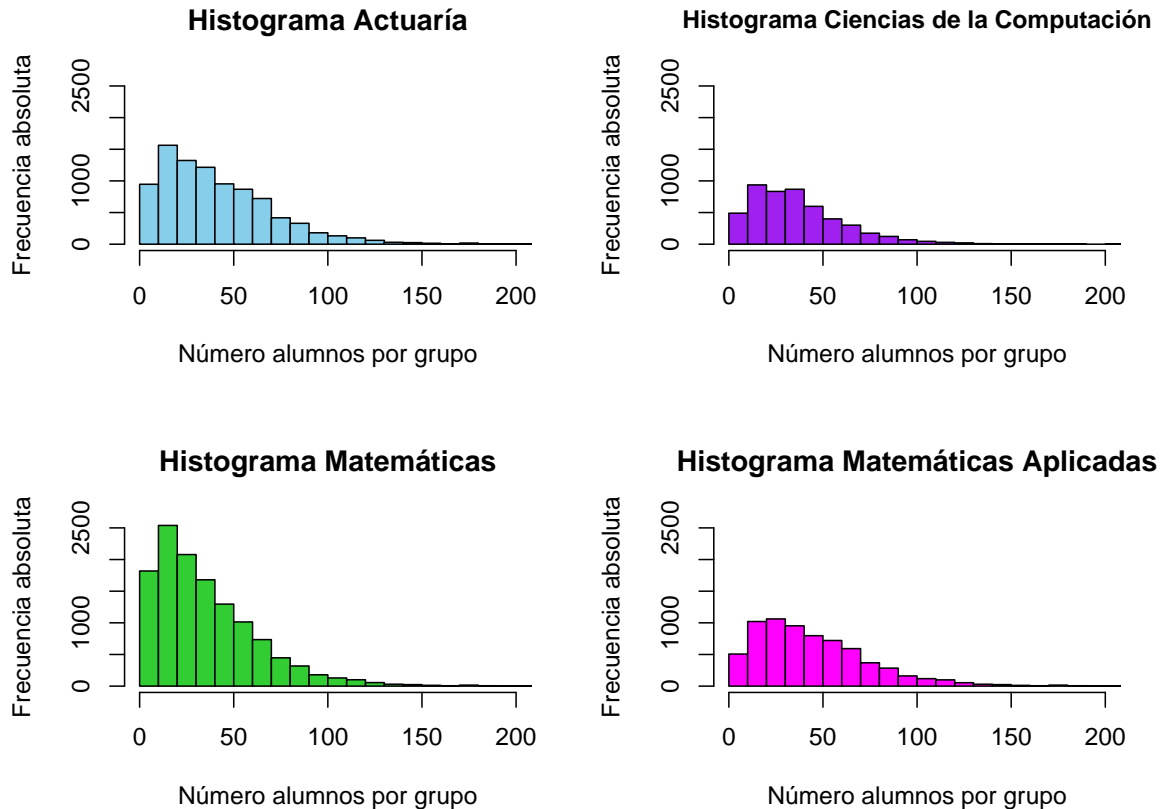 Histograma Actuaría
Frecuencia absoluta
0 1000 2500
0 50 100 150 200
Número alumnos por grupo
Histograma Ciencias de la Computación
Frecuencia absoluta
0 1000 2500
0 50 100 150 200
Número alumnos por grupo
Histograma Matemáticas
Frecuencia absoluta
0 1000 2500
0 50 100 150 200
Número alumnos por grupo
Histograma Matemáticas Aplicadas
Frecuencia absoluta
0 1000 2500
0 50 100 150 200
Número alumnos por grupo